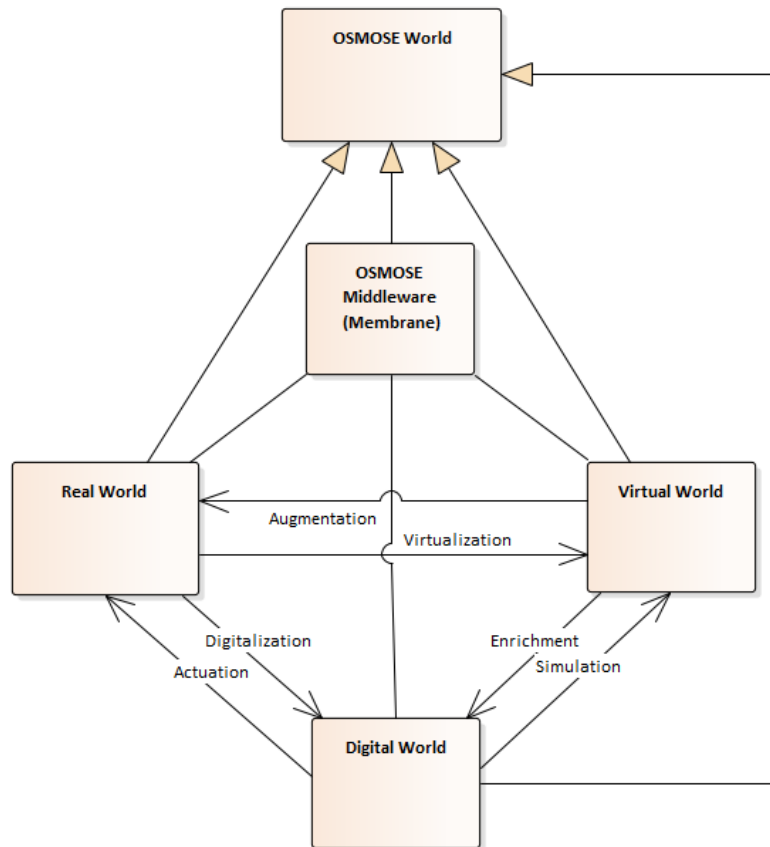 OSMOSE World
OSMOSE
Middleware
(Membrane)
Real World
Virtual World
Augmentation
Virtualization
Digitalization
Enrichment
Actuation
Simulation
Digital World